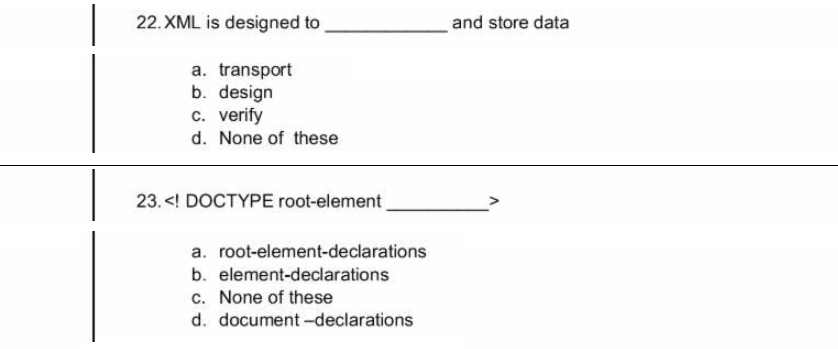 22. XML is designed to ____________ and store data
a. transport
b. design
c. verify
d. None of these
23. <! DOCTYPE root-element __________>
a. root-element-declarations
b. element-declarations
c. None of these
d. document –declarations